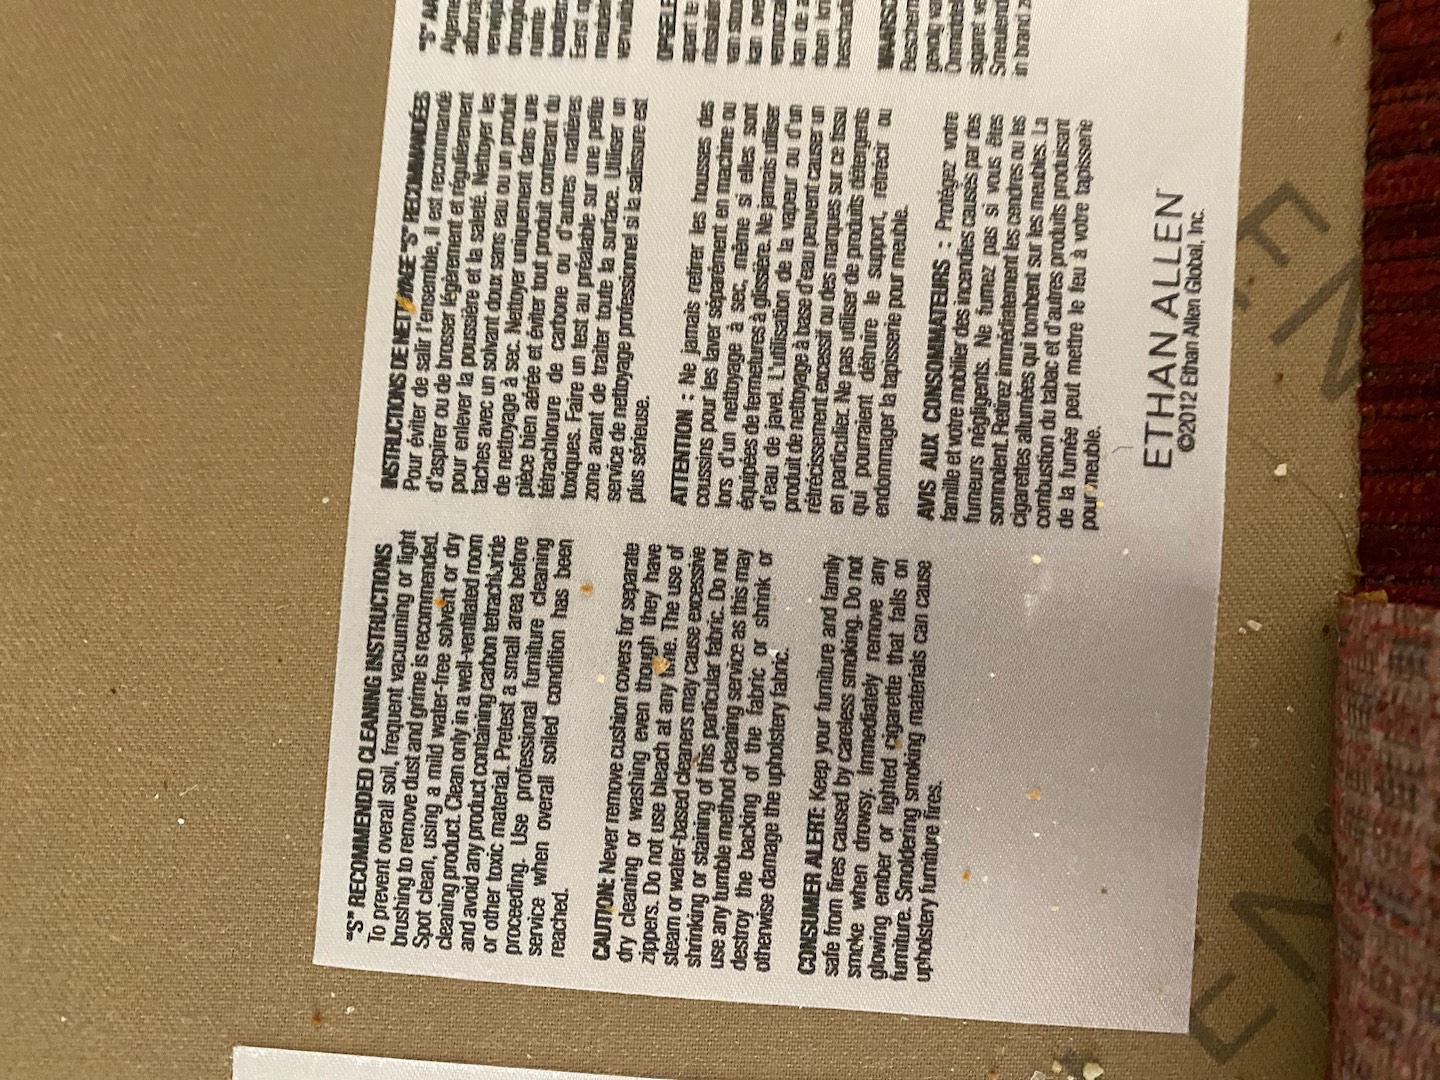 "S" RECOMMENDED CLEANING INSTRUCTIONS
To prevent overall soil, frequent vacuuming or light
brushing to remove dust and grime is recommended.
Spot clean, using a mild water-free solvent or dry
cleaning product. Clean only in a well-ventilated room
and avoid any product containing carbon tetrachloride
or other toxic material. Pretest a small area before
proceeding. Use professional furniture cleaning
service when overall soiled condition has been
reached.
CAUTION: Never remove cushion covers for separate
dry cleaning or washing even though they have
zippers. Do not use bleach at any time. The use of
steam or water-based cleaners may cause excessive
shrinking or staining of this particular fabric. Do not
use any tumble method cleaning service as this may
destroy the backing of the fabric or shrink or
otherwise damage the upholstery fabric.
CONSUMER ALERT: Keep your furniture and family
safe from fires caused by careless smoking. Do not
smoke when drowsy. Immediately remove any
glowing ember or lighted cigarette that falls on
furniture. Smoldering smoking materials can cause
upholstery furniture fires.
INSTRUCTIONS DE NETTOYAGE "S" RECOMMANDÉES
Pour éviter de salir l'ensemble, il est recommandé
d'aspirer ou de brosser légèrement et régulièrement
pour enlever la poussière et la saleté. Nettoyer les
taches avec un solvant doux sans eau ou un produit
de nettoyage à sec. Nettoyer uniquement dans une
pièce bien aérée et éviter tout produit contenant du
tétrachlorure de carbone ou d'autres matières
toxiques. Faire un test au préalable sur une petite
zone avant de traiter toute la surface. Utiliser un
service de nettoyage professionnel si la salissure est
plus sérieuse.
ATTENTION : Ne jamais retirer les housses des
coussins pour les laver séparément en machine ou
lors d'un nettoyage à sec, même si elles sont
équipées de fermetures à glissière. Ne jamais utiliser
d'eau de javel. L'utilisation de la vapeur ou d'un
produit de nettoyage à base d'eau peuvent causer un
rétrécissement excessif ou des marques sur ce tissu
en particulier. Ne pas utiliser de produits détergents
qui pourraient détruire le support, rétrécir ou
endommager la tapisserie pour meuble.
AVIS AUX CONSOMMATEURS : Protégez votre
famille et votre mobilier des incendies causés par des
fumeurs négligents. Ne fumez pas si vous êtes
somnolent. Retirez immédiatement les cendres ou les
cigarettes allumées qui tombent sur les meubles. La
combustion du tabac et d'autres produits produisant
de la fumée peut mettre le feu à votre tapisserie
pour meuble.
ETHAN ALLEN™
©2012 Ethan Allen Global, Inc.